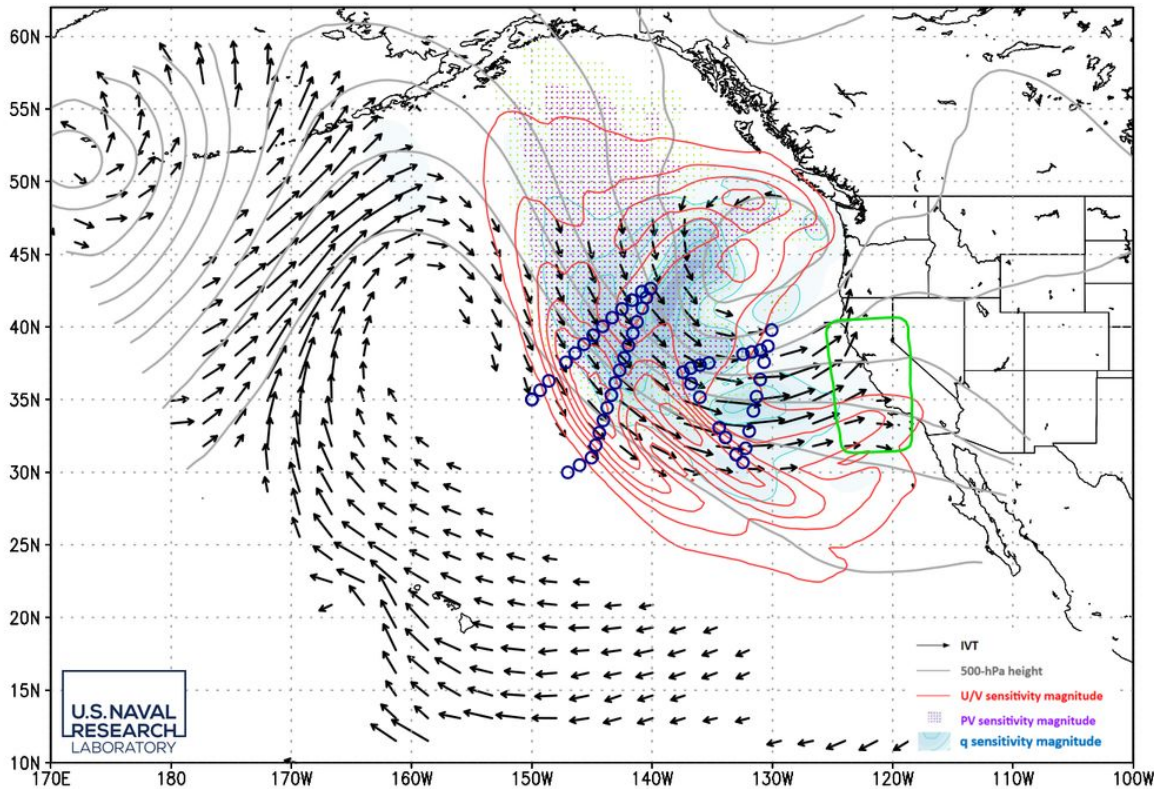 60N
55N
50N
45N
40N
35N
30N
25N
20N
15N
10N
IVT
500-hPa height
U/V sensitivity magnitude
PV sensitivity magnitude
q sensitivity magnitude
U.S. NAVAL
RESEARCH
LABORATORY
170E 180 170W 160W 150W 140W 130W 120W 110W 100W